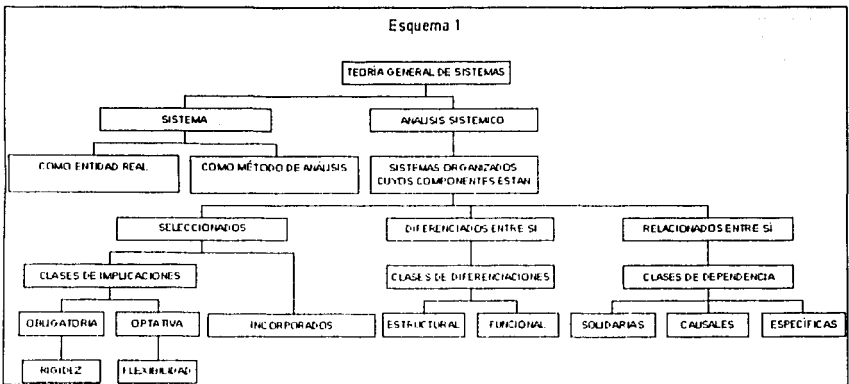 Esquema 1
TEORÍA GENERAL DE SISTEMAS
SISTEMA
ANALISIS SISTEMICO
COMO ENTIDAD REAL
COMO MÉTODO DE ANÁLISIS
SISTEMAS ORGANIZADOS
CUYOS COMPONENTES ESTAN
SELECCIONADOS
DIFERENCIADOS ENTRE SÍ
RELACIONADOS ENTRE SÍ
CLASES DE IMPLICACIONES
CLASES DE DIFERENCIACIONES
CLASES DE DEPENDENCIA
OBLIGATORIA
OPTATIVA
INCORPORADOS
ESTRUCTURAL
FUNCIONAL
SOLIDARIAS
CAUSALES
ESPECÍFICAS
RIGIDEZ
FLEXIBILIDAD